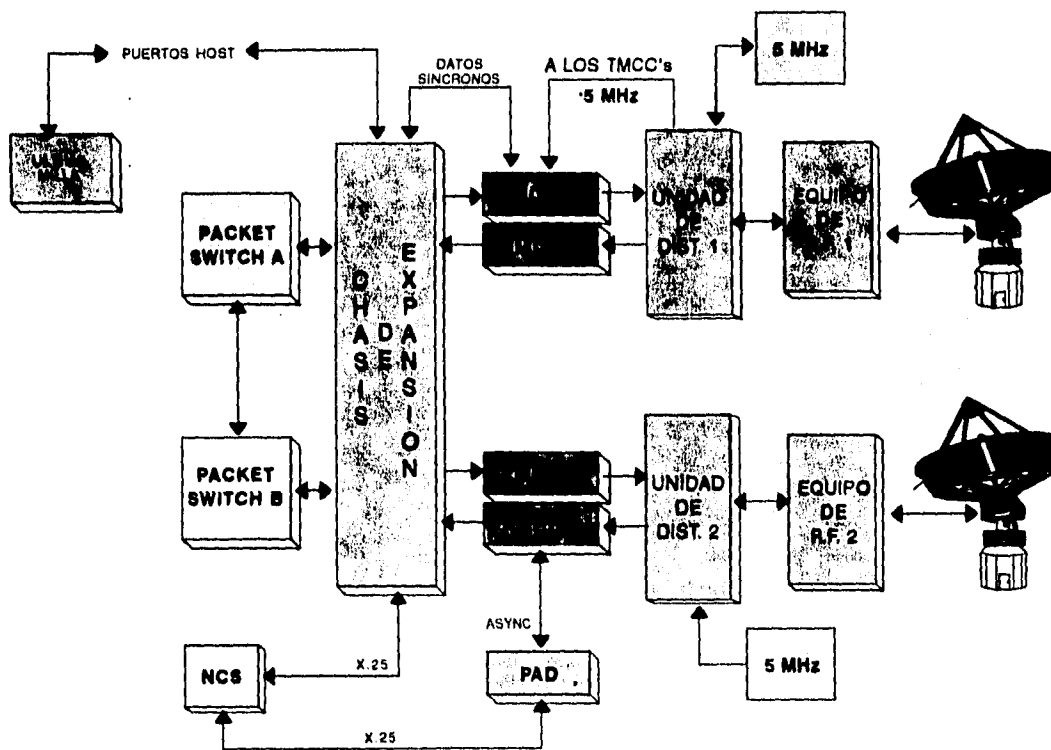 PUERTOS HOST
DATOS
SINCRONOS
A LOS TMCC's
.5 MHz
5 MHz
PACKET
SWITCH A
CHASIS
DE
EXPANSION
UNIDAD
DE
DIST. 1
EQUIPO
DE
R.F. 1
PACKET
SWITCH B
UNIDAD
DE
DIST. 2
EQUIPO
DE
R.F. 2
ASYNC
NCS
X.25
PAD
5 MHz
X.25